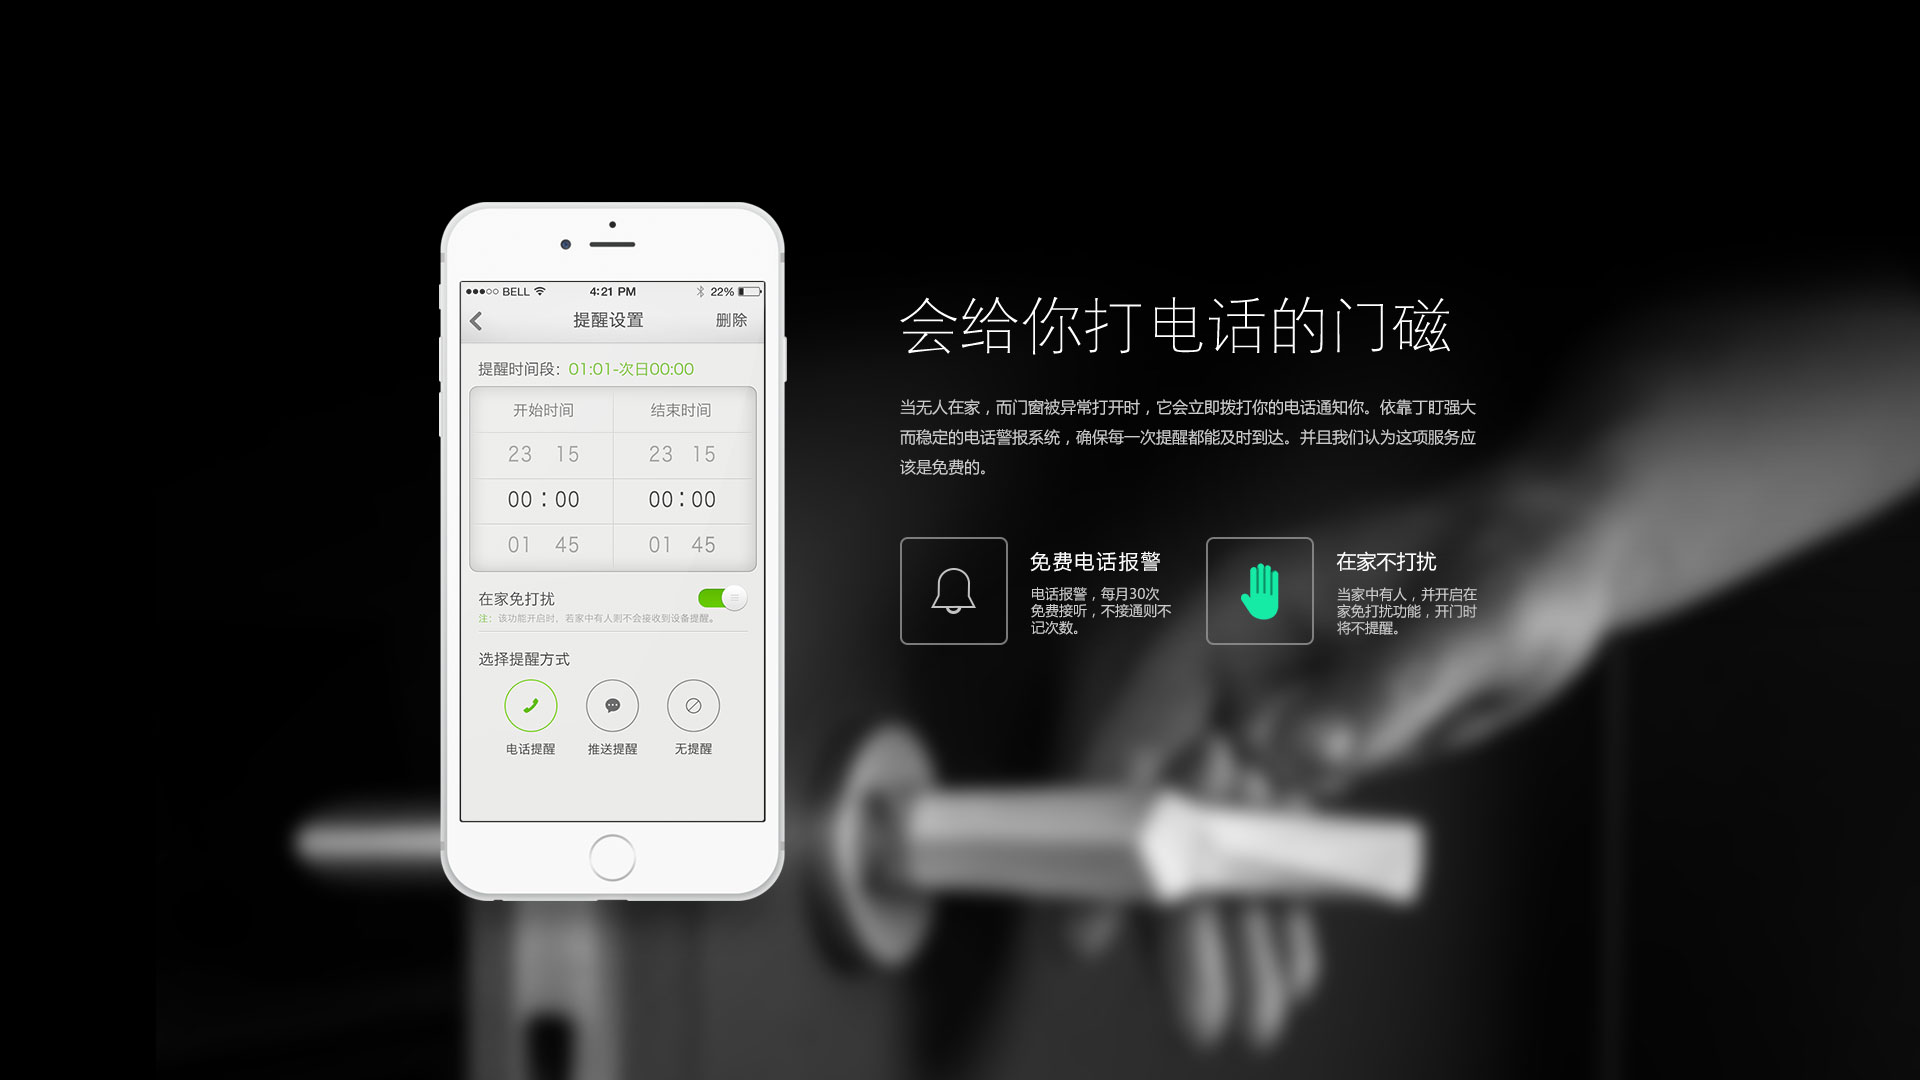 BELL 4:21 PM 22%
提醒设置 删除
提醒时间段：01:01-次日00:00
开始时间 结束时间
23 15 23 15
00：00 00：00
01 45 01 45
在家免打扰
注：该功能开启时，若家中有人则不会接收到设备提醒。
选择提醒方式
电话提醒 推送提醒 无提醒
会给你打电话的门磁
当无人在家，而门窗被异常打开时，它会立即拨打你的电话通知你。依靠丁盯强大
而稳定的电话警报系统，确保每一次提醒都能及时到达。并且我们认为这项服务应
该是免费的。
免费电话报警
电话报警，每月30次
免费接听，不接通则不
记次数。
在家不打扰
当家中有人，并开启在
家免打扰功能，开门时
将不提醒。